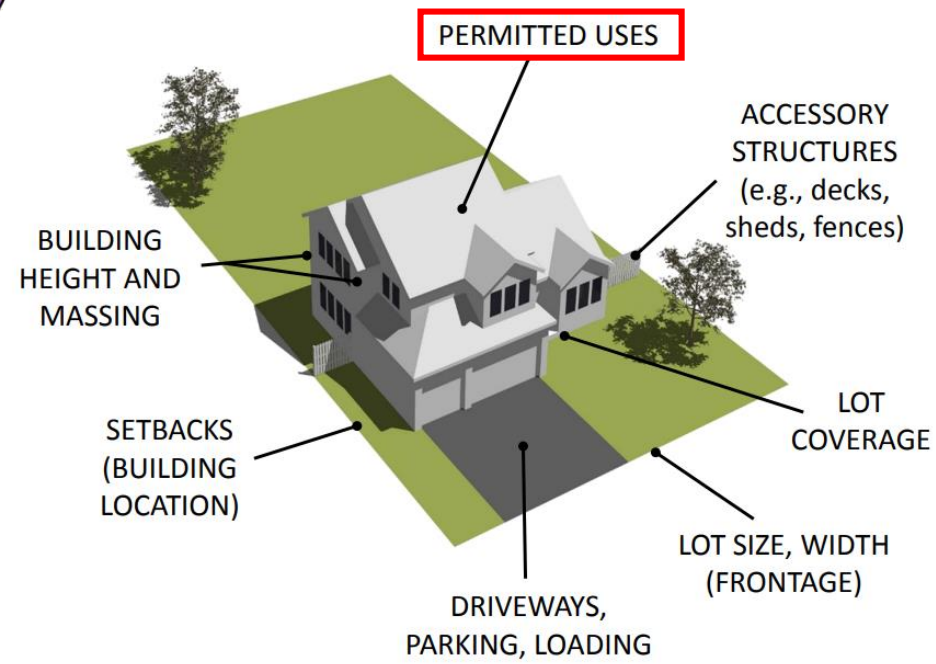 PERMITTED USES
ACCESSORY
STRUCTURES
(e.g., decks,
sheds, fences)
BUILDING
HEIGHT AND
MASSING
LOT
COVERAGE
SETBACKS
(BUILDING
LOCATION)
LOT SIZE, WIDTH
(FRONTAGE)
DRIVEWAYS,
PARKING, LOADING